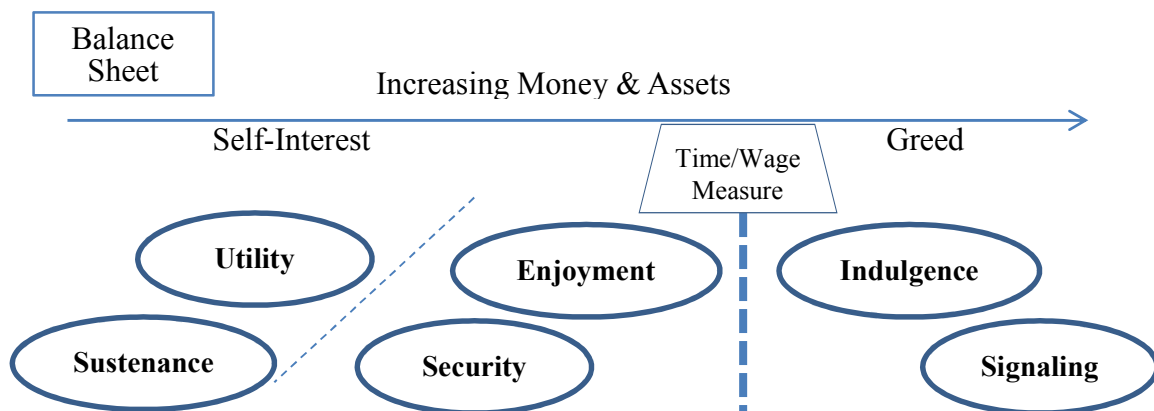 Balance
Sheet
Increasing Money & Assets
Self-Interest
Greed
Time/Wage
Measure
Utility
Enjoyment
Indulgence
Sustenance
Security
Signaling